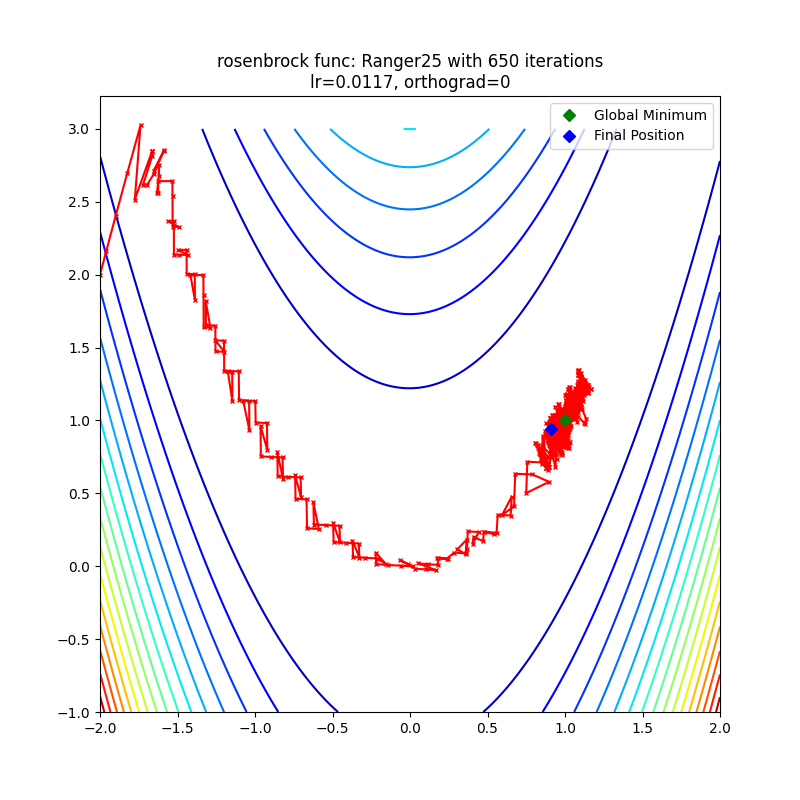 rosenbrock func: Ranger25 with 650 iterations
lr=0.0117, orthograd=0
Global Minimum
Final Position
3.0
2.5
2.0
1.5
1.0
0.5
0.0
−0.5
−1.0
−2.0 −1.5 −1.0 −0.5 0.0 0.5 1.0 1.5 2.0